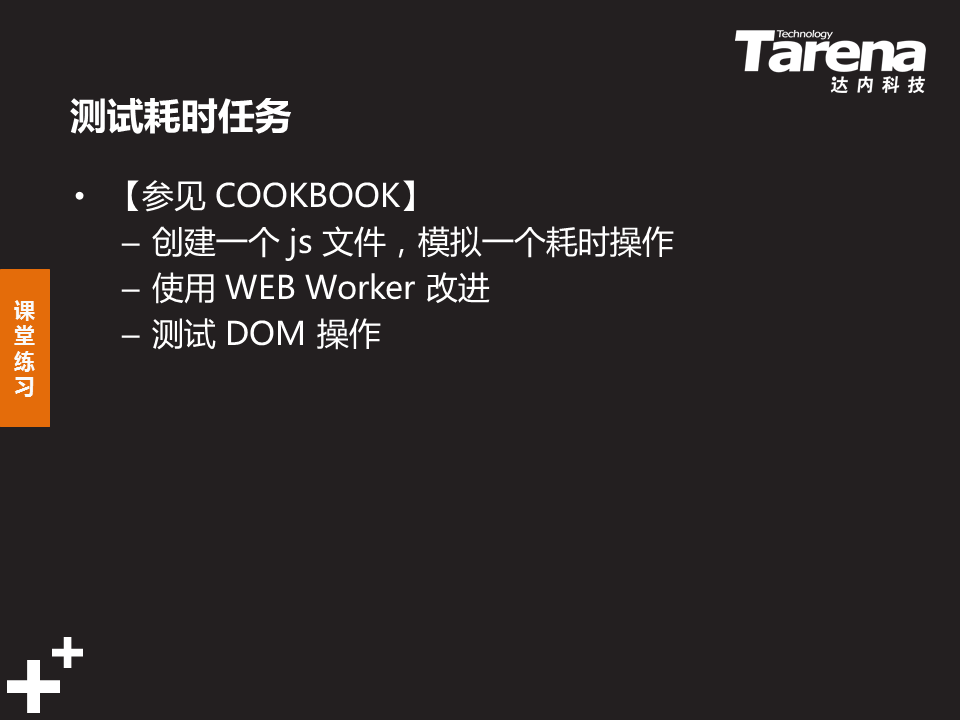 Technology
Tarena
达内科技
测试耗时任务
• 【参见 COOKBOOK】
– 创建一个 js 文件，模拟一个耗时操作
– 使用 WEB Worker 改进
– 测试 DOM 操作
课
堂
练
习